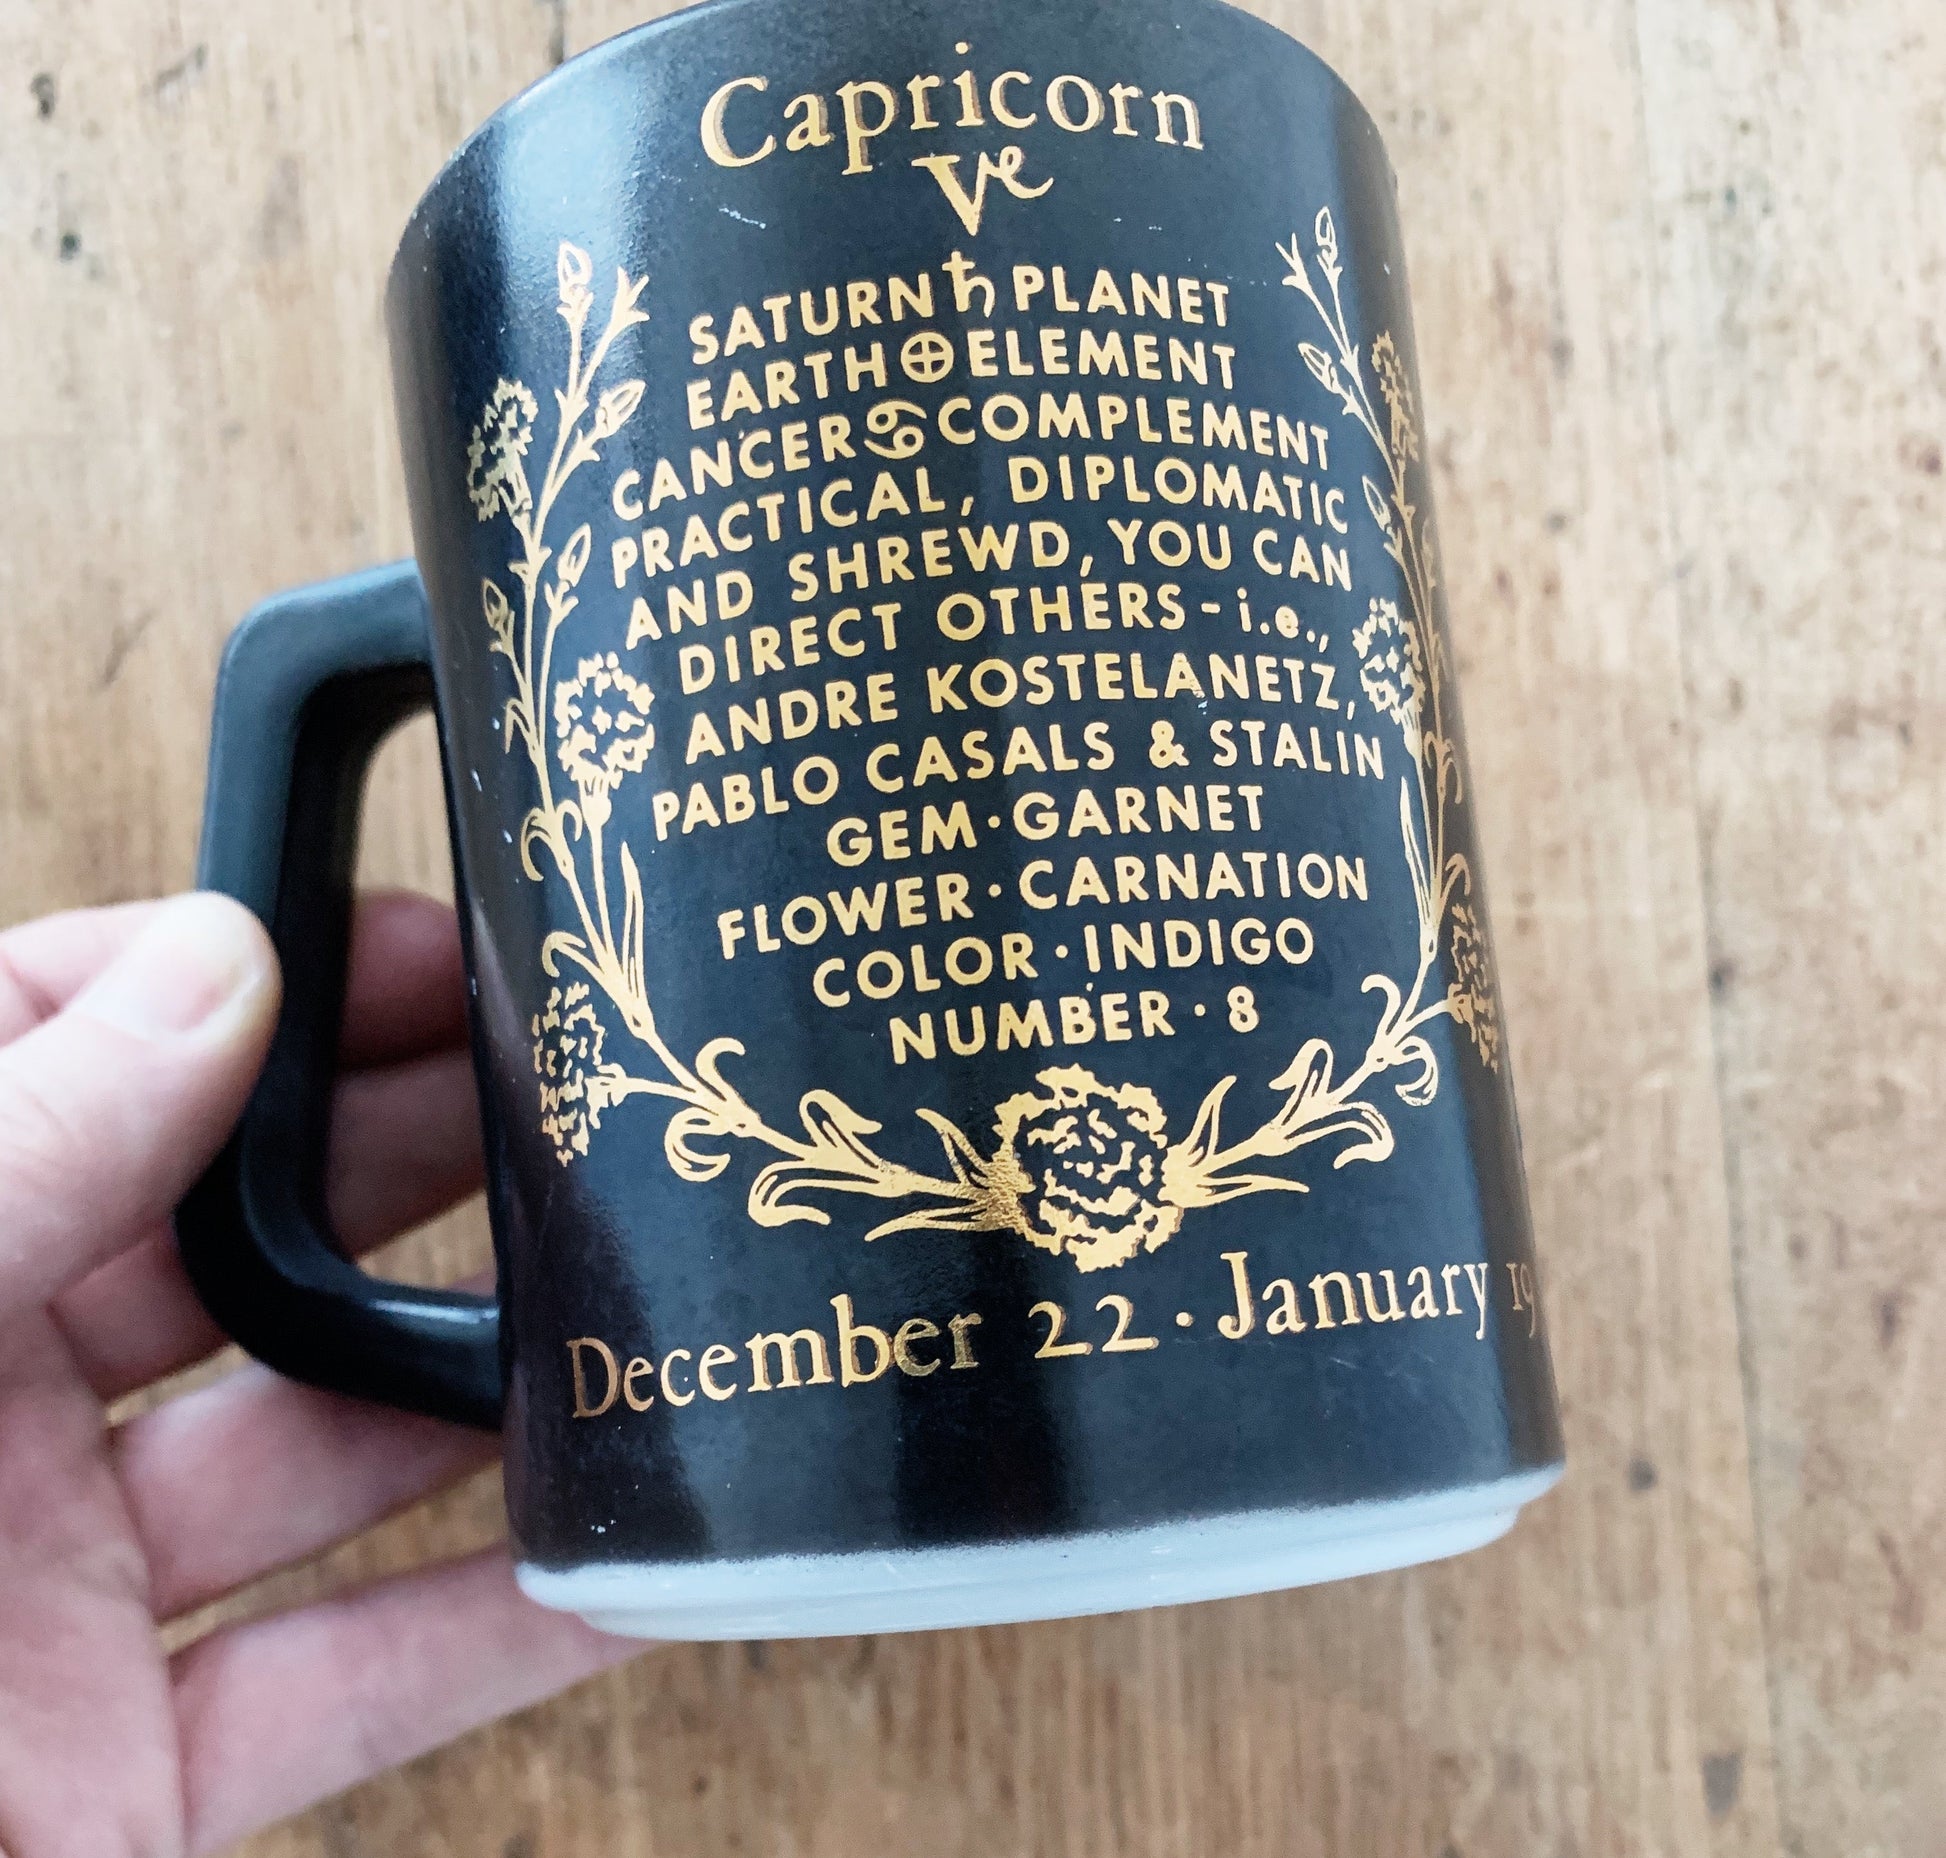 Capricorn
SATURN ♄ PLANET
EARTH ⊕ ELEMENT
CANCER ♋ COMPLEMENT
PRACTICAL, DIPLOMATIC
AND SHREWD, YOU CAN
DIRECT OTHERS - i.e.,
ANDRE KOSTELANETZ,
PABLO CASALS & STALIN
GEM · GARNET
FLOWER · CARNATION
COLOR · INDIGO
NUMBER · 8
December 22 · January 19